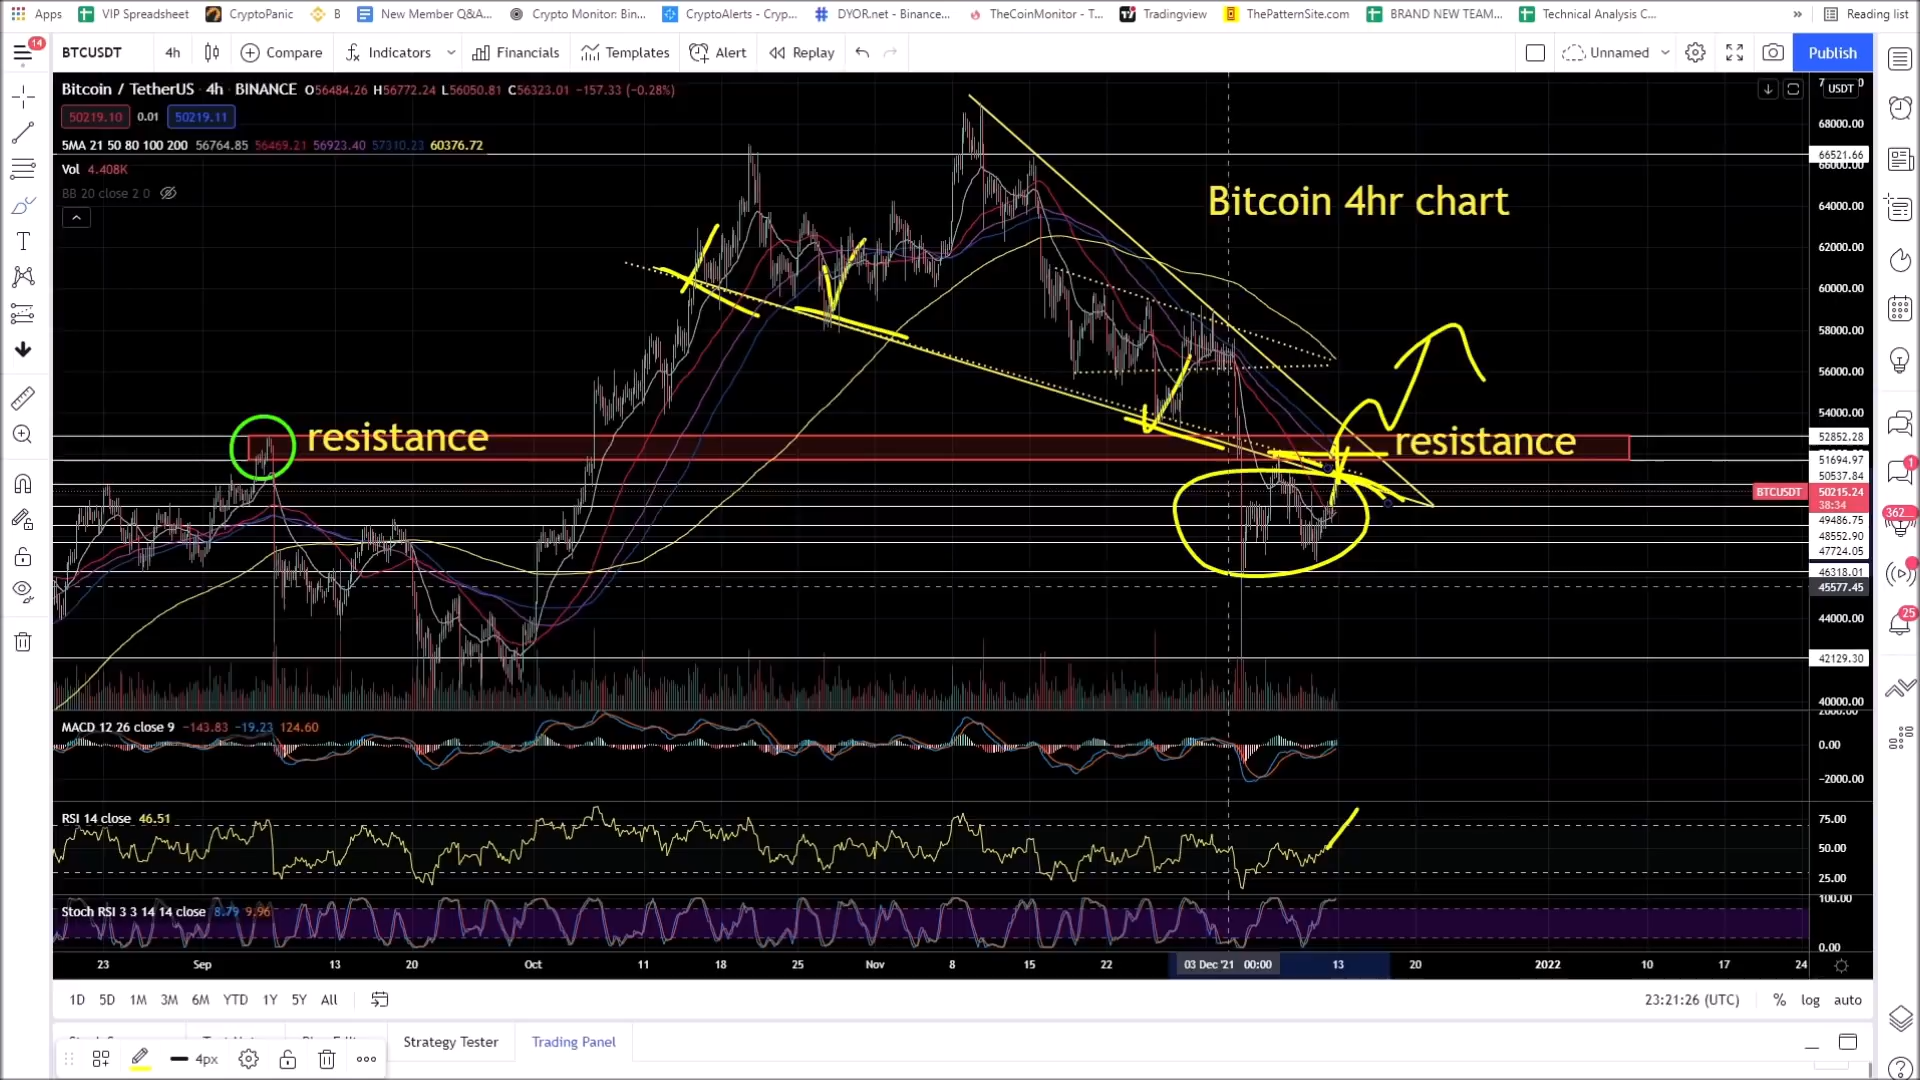 Apps VIP Spreadsheet CryptoPanic B New Member Q&A... Crypto Monitor: Bin... CryptoAlerts - Cryp... DYOR.net - Binance... TheCoinMonitor - T... Tradingview ThePatternSite.com BRAND NEW TEAM... Technical Analysis C... » Reading list
14 BTCUSDT 4h Compare Indicators Financials Templates Alert Replay Unnamed Publish
Bitcoin / TetherUS · 4h · BINANCE O56484.26 H56772.24 L56050.81 C56323.01 −157.33 (−0.28%)
USDT
50219.10 0.01 50219.11
68000.00
5MA 21 50 80 100 200 56764.85 56469.21 56923.40 57310.23 60376.72
66521.66
66000.00
Vol 4.408K
BB 20 close 2 0
Bitcoin 4hr chart
64000.00
62000.00
60000.00
58000.00
56000.00
54000.00
resistance
resistance
52852.28
51694.97
50537.84
BTCUSDT 50215.24
38:34
49486.75
48552.90
47724.05
46318.01
45577.45
44000.00
42129.30
40000.00
1
362
25
MACD 12 26 close 9 −143.83 −19.23 124.60
2000.00
0.00
−2000.00
RSI 14 close 46.51
75.00
50.00
25.00
Stoch RSI 3 3 14 14 close 8.79 9.96
100.00
0.00
23 Sep 13 20 Oct 11 18 25 Nov 8 15 22 03 Dec '21 00:00 13 20 2022 10 17 24
1D 5D 1M 3M 6M YTD 1Y 5Y All 23:21:26 (UTC) % log auto
Strategy Tester Trading Panel
4px